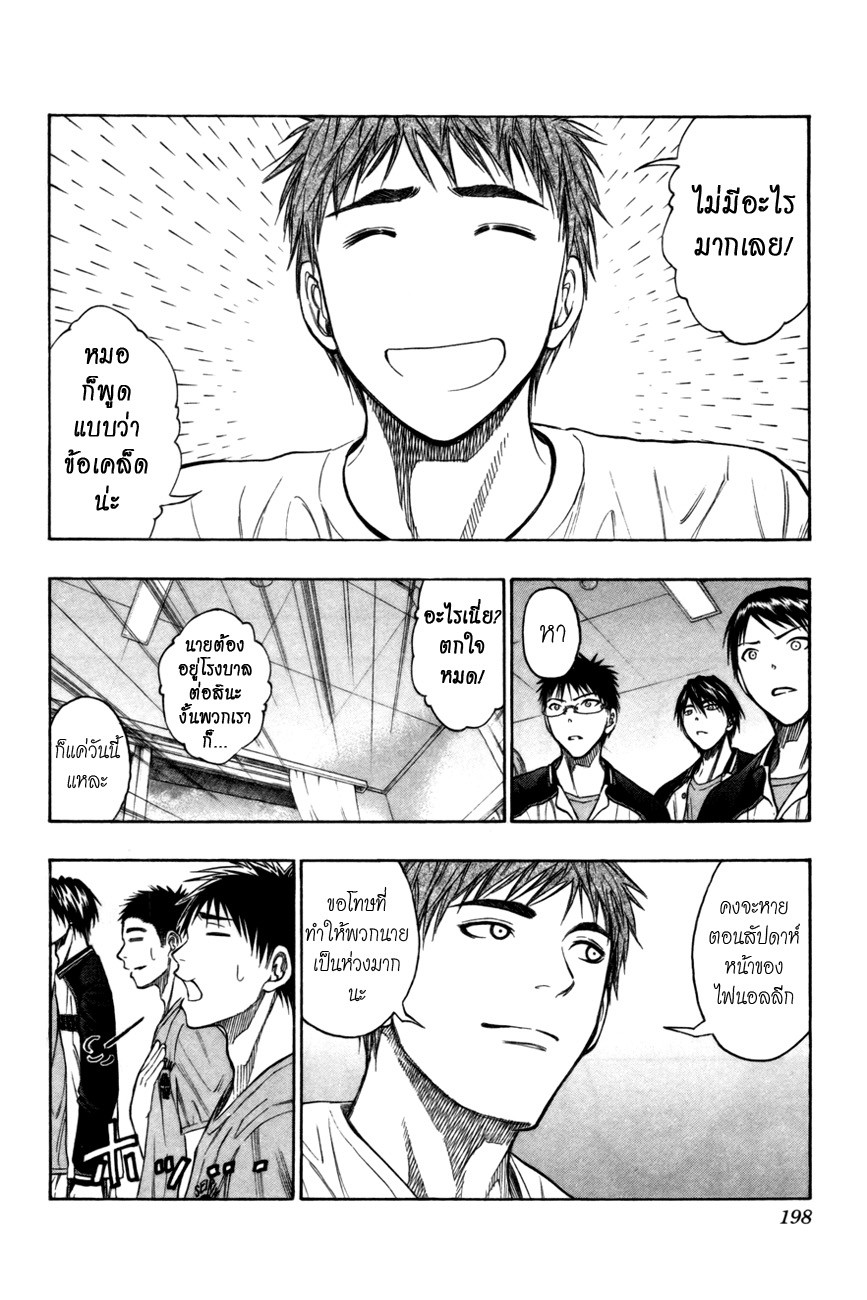 ไม่มีอะไร
มากเลย!
หมอ
ก็พูด
แบบว่า
ข้อเคล็ด
น่ะ
หา
อะไรเนี่ย?
ตกใจ
หมด!
นายต้อง
อยู่โรงบาล
ต่อสินะ
งั้นพวกเรา
ก็...
ก็แค่วันนี้
แหละ
คงจะหาย
ตอนสัปดาห์
หน้าของ
ไฟนอลลีก
ขอโทษที่
ทำให้พวกนาย
เป็นห่วงมาก
นะ
ホッ...
198